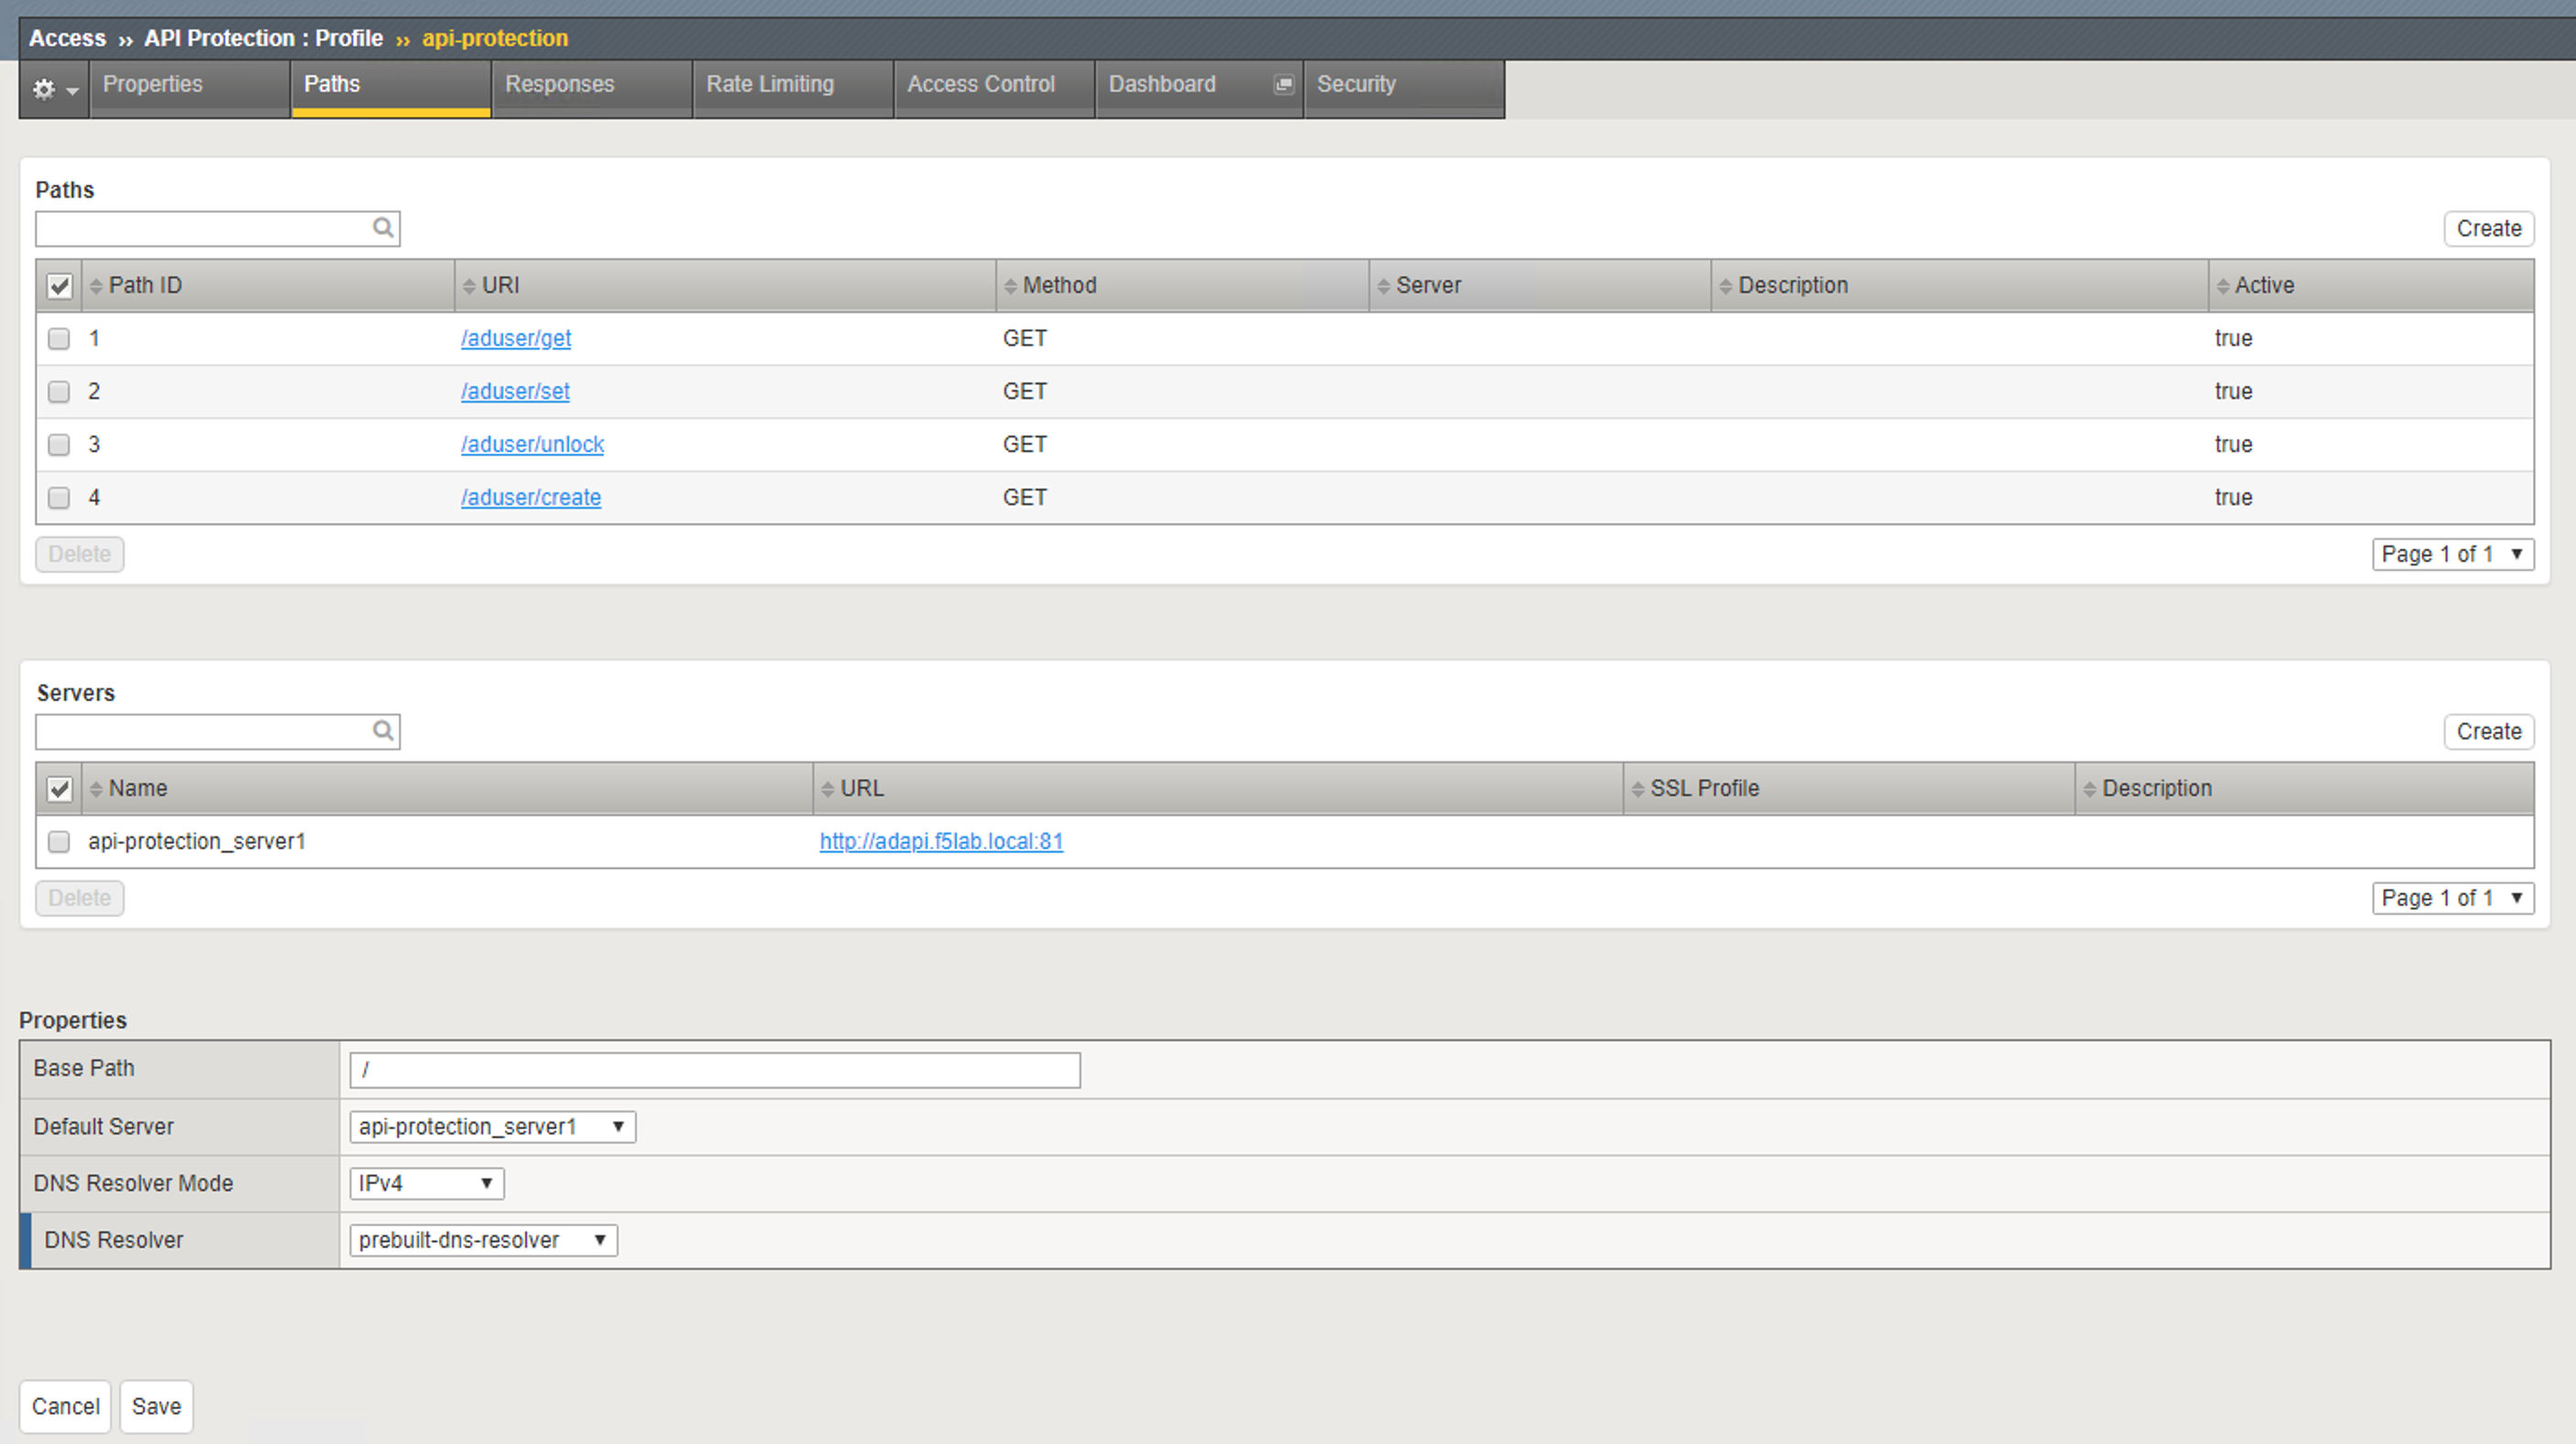 Access ›› API Protection : Profile ›› api-protection
Properties Paths Responses Rate Limiting Access Control Dashboard Security
Paths
Create
Path ID URI Method Server Description Active
1 /aduser/get GET true
2 /aduser/set GET true
3 /aduser/unlock GET true
4 /aduser/create GET true
Delete Page 1 of 1
Servers
Create
Name URL SSL Profile Description
api-protection_server1 http://adapi.f5lab.local:81
Delete Page 1 of 1
Properties
Base Path /
Default Server api-protection_server1
DNS Resolver Mode IPv4
DNS Resolver prebuilt-dns-resolver
Cancel Save